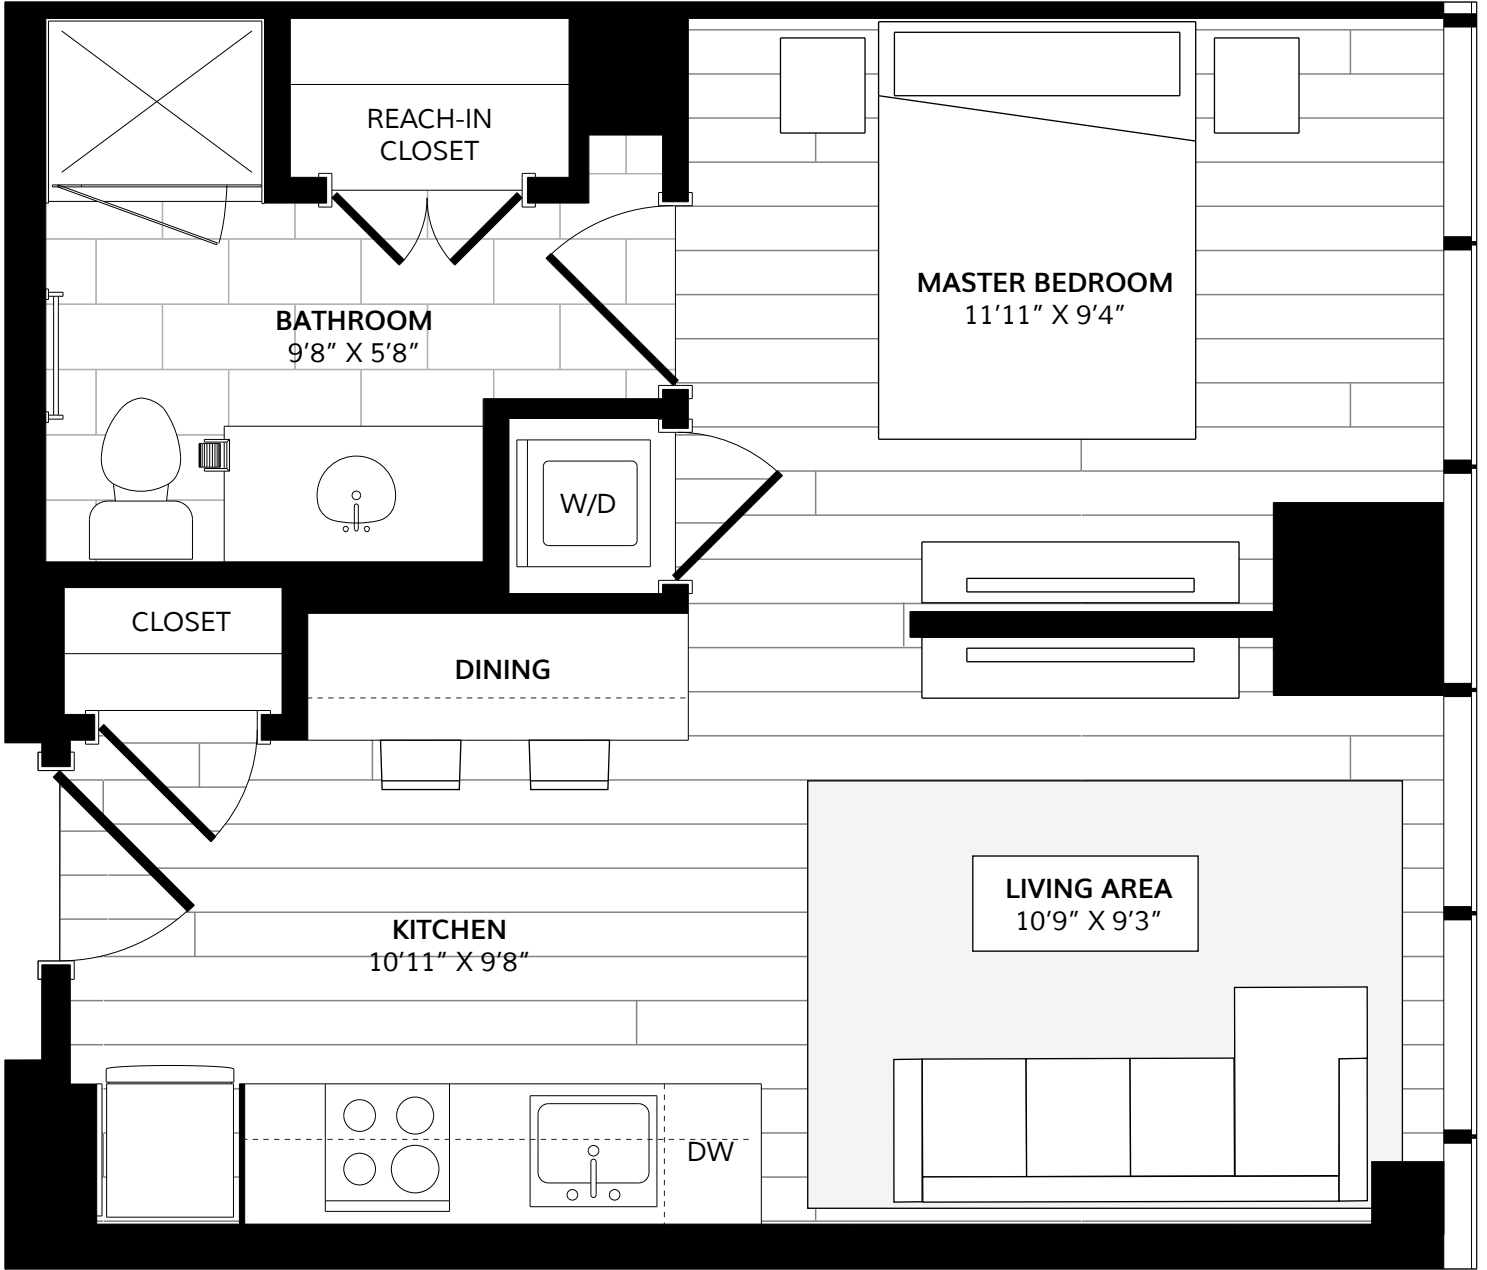 REACH-IN
CLOSET
MASTER BEDROOM
11’11” X 9’4”
BATHROOM
9’8” X 5’8”
W/D
CLOSET
DINING
LIVING AREA
10’9” X 9’3”
KITCHEN
10’11” X 9’8”
DW